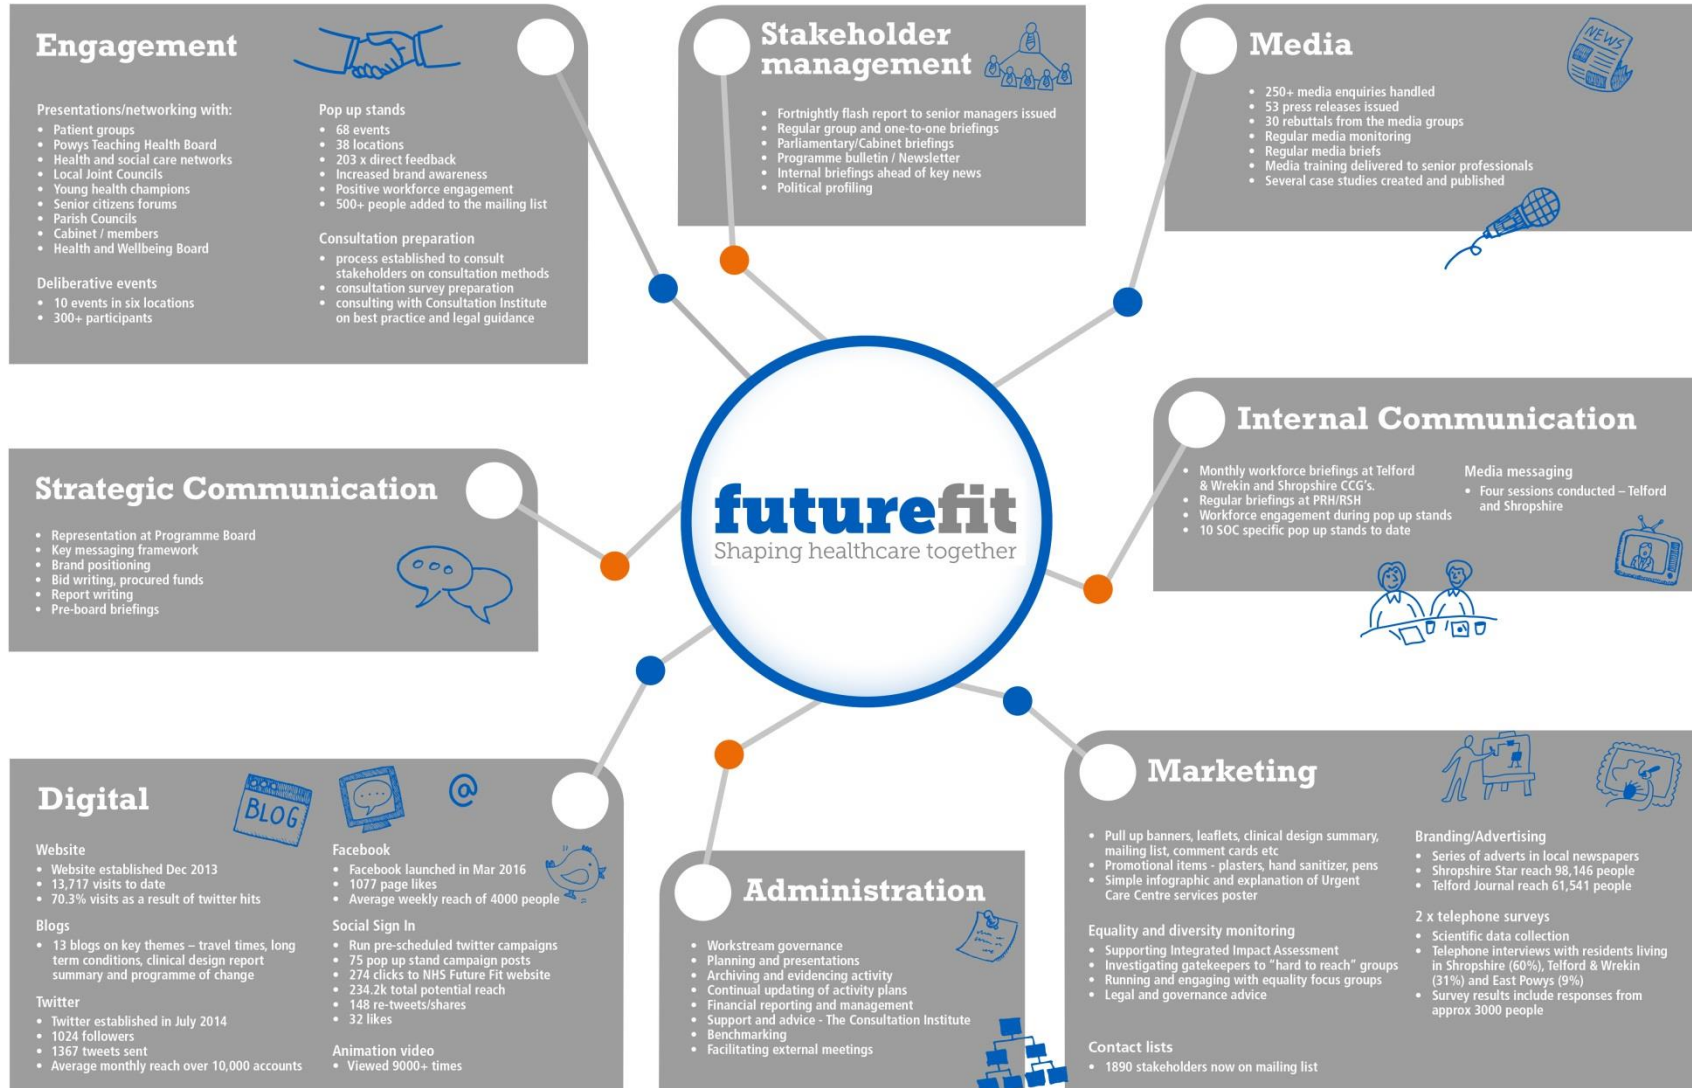 Engagement
Presentations/networking with:
• Patient groups
• Powys Teaching Health Board
• Health and social care networks
• Local Joint Councils
• Young health champions
• Senior citizens forums
• Parish Councils
• Cabinet / members
• Health and Wellbeing Board
Deliberative events
• 10 events in six locations
• 300+ participants
Pop up stands
• 68 events
• 38 locations
• 203 x direct feedback
• Increased brand awareness
• Positive workforce engagement
• 500+ people added to the mailing list
Consultation preparation
• process established to consult
stakeholders on consultation methods
• consultation survey preparation
• consulting with Consultation Institute
on best practice and legal guidance
Stakeholder
management
• Fortnightly flash report to senior managers issued
• Regular group and one-to-one briefings
• Parliamentary/Cabinet briefings
• Programme bulletin / Newsletter
• Internal briefings ahead of key news
• Political profiling
Media
NEWS
• 250+ media enquiries handled
• 53 press releases issued
• 30 rebuttals from the media groups
• Regular media monitoring
• Regular media briefs
• Media training delivered to senior professionals
• Several case studies created and published
Strategic Communication
• Representation at Programme Board
• Key messaging framework
• Brand positioning
• Bid writing, procured funds
• Report writing
• Pre-board briefings
futurefit
Shaping healthcare together
Internal Communication
• Monthly workforce briefings at Telford
& Wrekin and Shropshire CCG's.
• Regular briefings at PRH/RSH
• Workforce engagement during pop up stands
• 10 SOC specific pop up stands to date
Media messaging
• Four sessions conducted – Telford
and Shropshire
Digital
BLOG
@
Website
• Website established Dec 2013
• 13,717 visits to date
• 70.3% visits as a result of twitter hits
Blogs
• 13 blogs on key themes – travel times, long
term conditions, clinical design report
summary and programme of change
Twitter
• Twitter established in July 2014
• 1024 followers
• 1367 tweets sent
• Average monthly reach over 10,000 accounts
Facebook
• Facebook launched in Mar 2016
• 1077 page likes
• Average weekly reach of 4000 people
Social Sign In
• Run pre-scheduled twitter campaigns
• 75 pop up stand campaign posts
• 274 clicks to NHS Future Fit website
• 234.2k total potential reach
• 148 re-tweets/shares
• 32 likes
Animation video
• Viewed 9000+ times
Administration
• Workstream governance
• Planning and presentations
• Archiving and evidencing activity
• Continual updating of activity plans
• Financial reporting and management
• Support and advice - The Consultation Institute
• Benchmarking
• Facilitating external meetings
Marketing
• Pull up banners, leaflets, clinical design summary,
mailing list, comment cards etc
• Promotional items - plasters, hand sanitizer, pens
• Simple infographic and explanation of Urgent
Care Centre services poster
Equality and diversity monitoring
• Supporting Integrated Impact Assessment
• Investigating gatekeepers to "hard to reach" groups
• Running and engaging with equality focus groups
• Legal and governance advice
Contact lists
• 1890 stakeholders now on mailing list
Branding/Advertising
• Series of adverts in local newspapers
• Shropshire Star reach 98,146 people
• Telford Journal reach 61,541 people
2 x telephone surveys
• Scientific data collection
• Telephone interviews with residents living
in Shropshire (60%), Telford & Wrekin
(31%) and East Powys (9%)
• Survey results include responses from
approx 3000 people